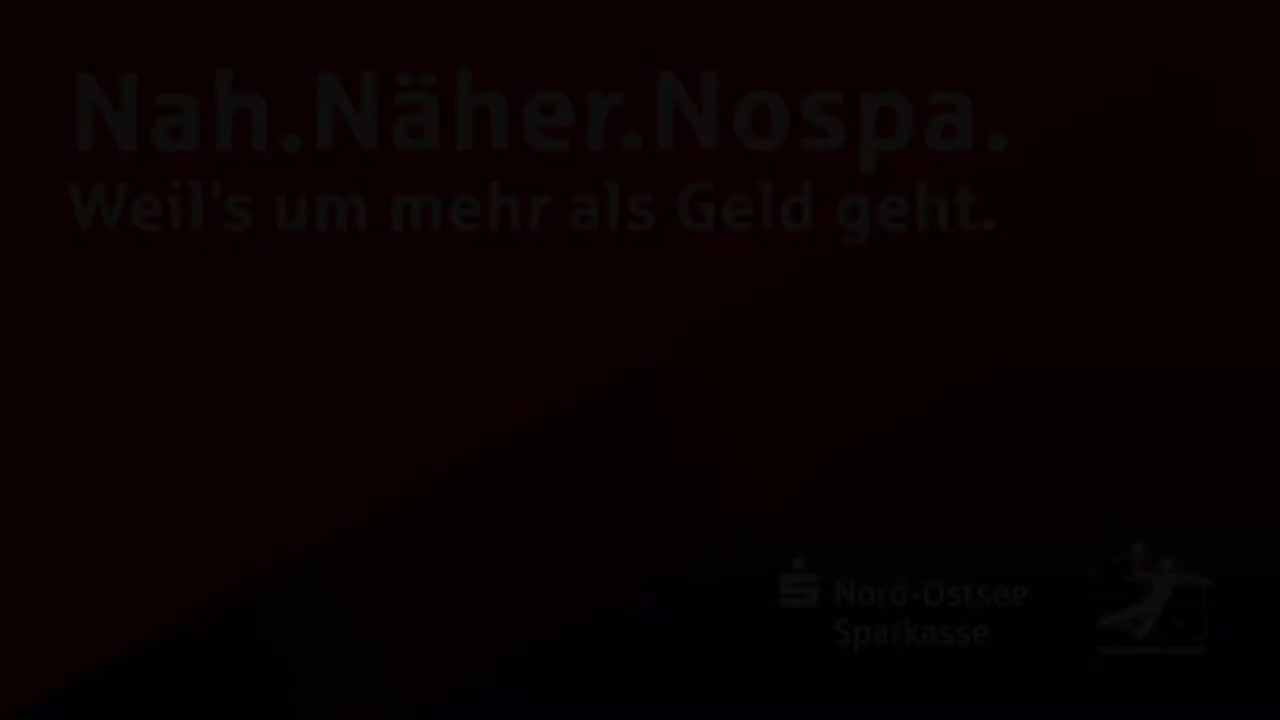 Nah.Näher.Nospa.
Weil's um mehr als Geld geht.
Nord-Ostsee
Sparkasse